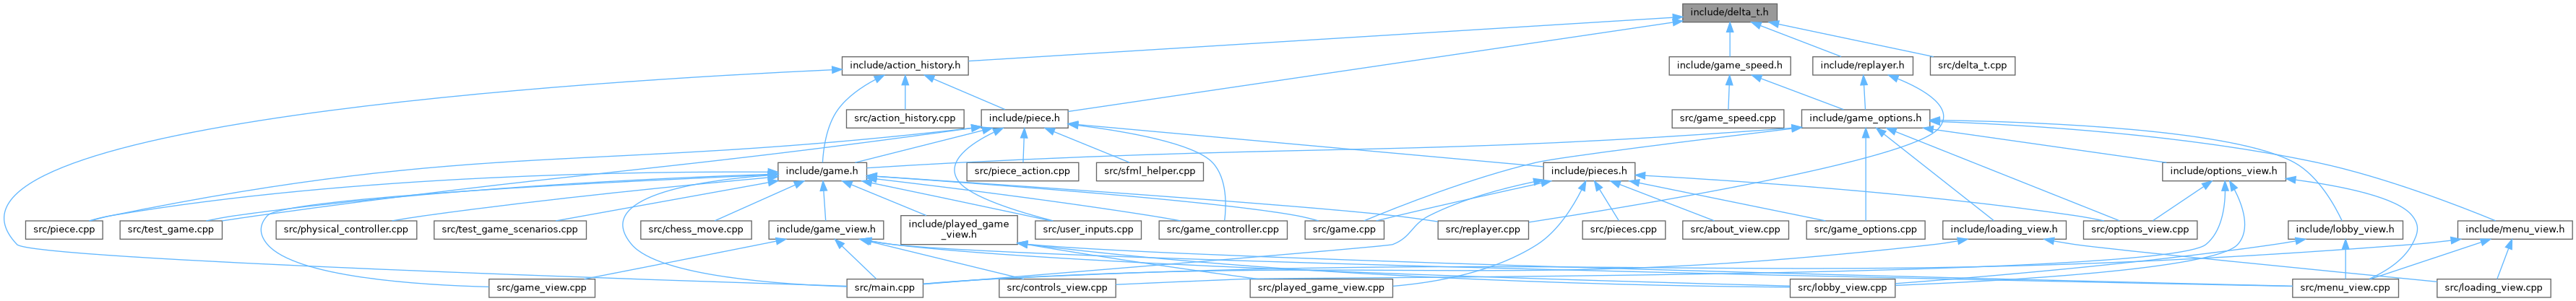 include/delta_t.h
include/action_history.h
include/game_speed.h
include/replayer.h
src/delta_t.cpp
src/action_history.cpp
include/piece.h
src/game_speed.cpp
include/game_options.h
include/game.h
src/piece_action.cpp
src/sfml_helper.cpp
include/pieces.h
include/options_view.h
src/piece.cpp
src/test_game.cpp
src/physical_controller.cpp
src/test_game_scenarios.cpp
src/chess_move.cpp
include/game_view.h
include/played_game
_view.h
src/user_inputs.cpp
src/game_controller.cpp
src/game.cpp
src/replayer.cpp
src/pieces.cpp
src/about_view.cpp
src/game_options.cpp
include/loading_view.h
src/options_view.cpp
include/lobby_view.h
include/menu_view.h
src/game_view.cpp
src/main.cpp
src/controls_view.cpp
src/played_game_view.cpp
src/lobby_view.cpp
src/menu_view.cpp
src/loading_view.cpp